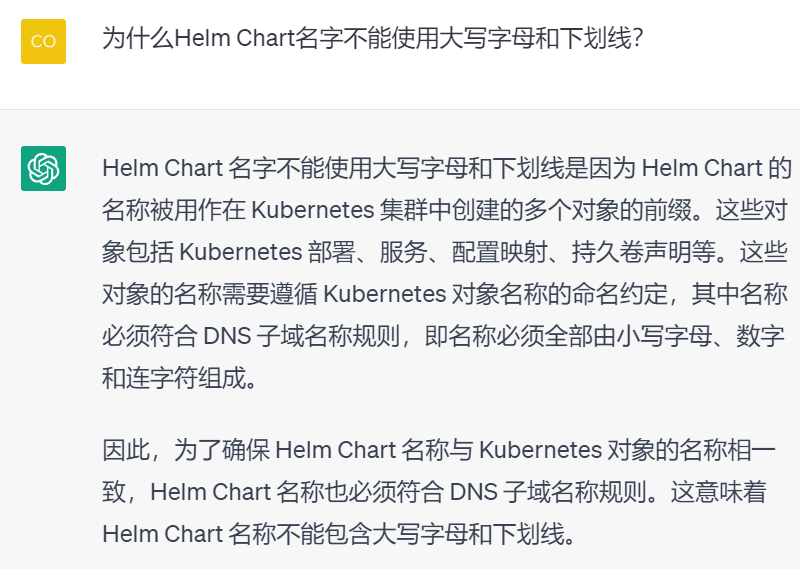 CO
为什么Helm Chart名字不能使用大写字母和下划线？
Helm Chart 名字不能使用大写字母和下划线是因为 Helm Chart 的
名称被用作在 Kubernetes 集群中创建的多个对象的前缀。这些对
象包括 Kubernetes 部署、服务、配置映射、持久卷声明等。这些
对象的名称需要遵循 Kubernetes 对象名称的命名约定，其中名称
必须符合 DNS 子域名称规则，即名称必须全部由小写字母、数字
和连字符组成。
因此，为了确保 Helm Chart 名称与 Kubernetes 对象的名称相一
致，Helm Chart 名称也必须符合 DNS 子域名称规则。这意味着
Helm Chart 名称不能包含大写字母和下划线。